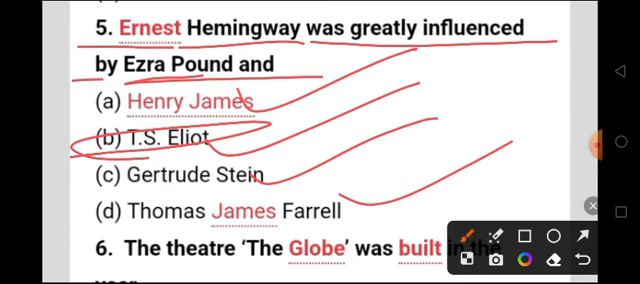 5. Ernest Hemingway was greatly influenced
by Ezra Pound and
(a) Henry James
(b) T.S. Eliot
(c) Gertrude Stein
(d) Thomas James Farrell
6. The theatre ‘The Globe’ was built in the